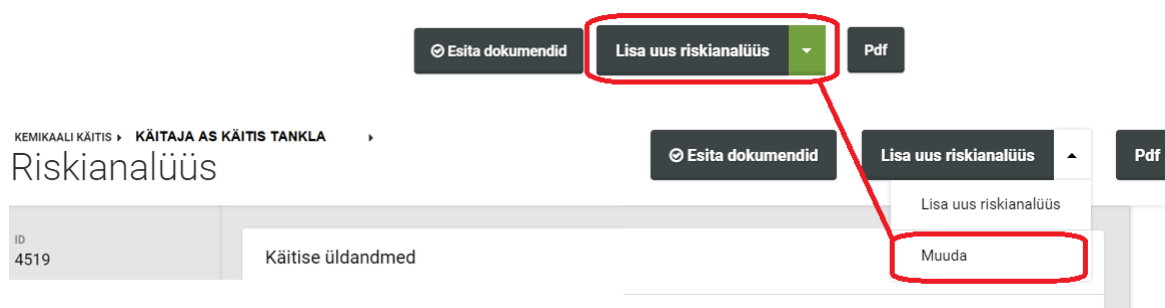 Esita dokumendid Lisa uus riskianalüüs Pdf
KEMIKAALI KÄITIS KÄITAJA AS KÄITIS TANKLA
Riskianalüüs
Esita dokumendid Lisa uus riskianalüüs Pdf
Lisa uus riskianalüüs
Muuda
ID
4519
Käitise üldandmed